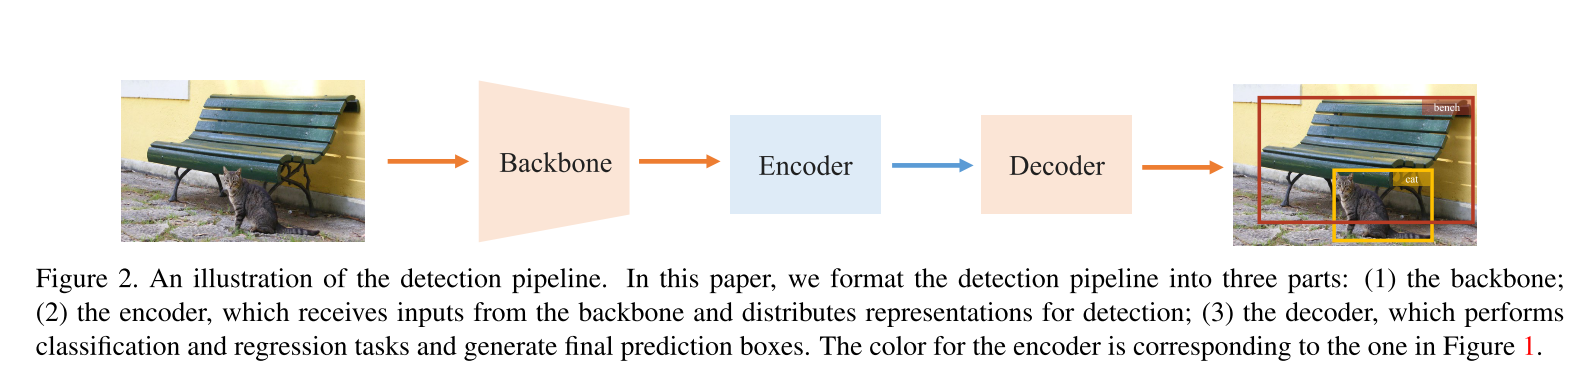 Backbone
Encoder
Decoder
bench
cat
Figure 2. An illustration of the detection pipeline. In this paper, we format the detection pipeline into three parts: (1) the backbone;
(2) the encoder, which receives inputs from the backbone and distributes representations for detection; (3) the decoder, which performs
classification and regression tasks and generate final prediction boxes. The color for the encoder is corresponding to the one in Figure 1.